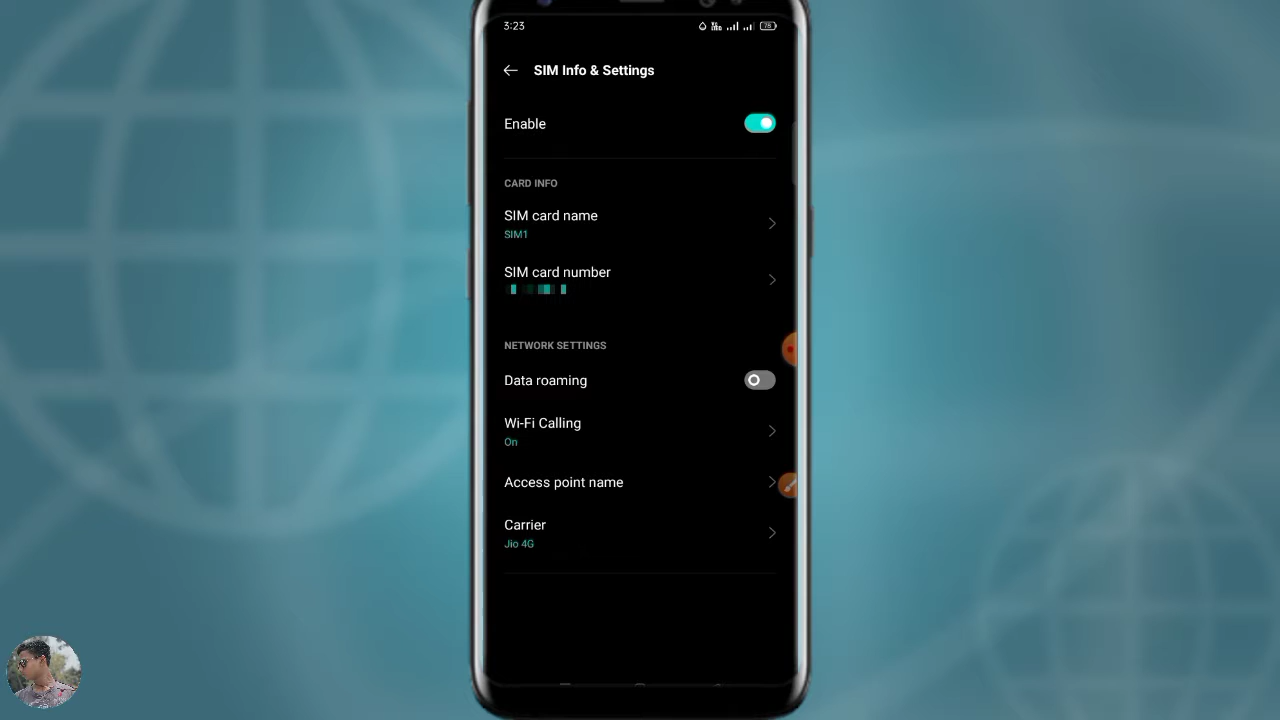 3:23
78
SIM Info & Settings
Enable
CARD INFO
SIM card name
SIM1
SIM card number
NETWORK SETTINGS
Data roaming
Wi-Fi Calling
On
Access point name
Carrier
Jio 4G